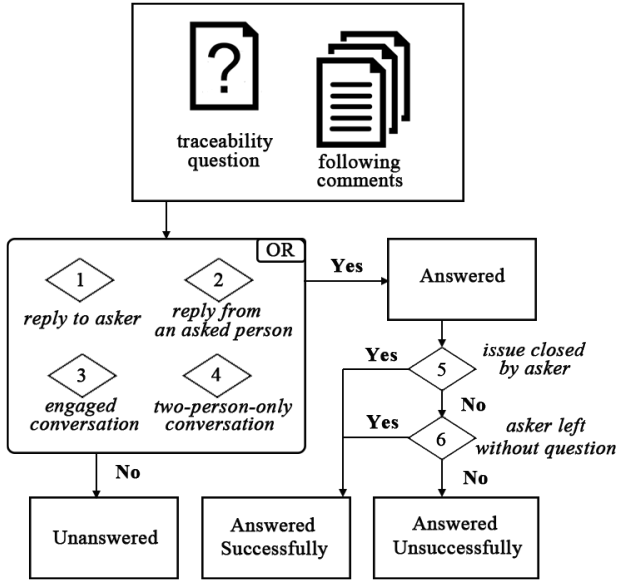 ?
traceability
question
following
comments
OR
1
reply to asker
2
reply from
an asked person
3
engaged
conversation
4
two-person-only
conversation
Yes
Answered
5
issue closed
by asker
Yes
No
6
asker left
without question
Yes
No
No
Unanswered
Answered
Successfully
Answered
Unsuccessfully